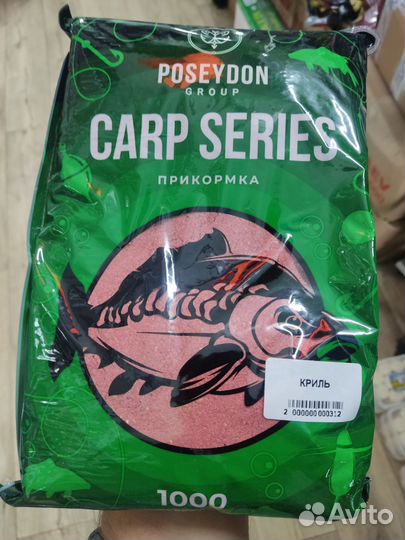 POSEYDON
GROUP
CARP SERIES
ПРИКОРМКА
КРИЛЬ
2 000000 000312
1000
Avito